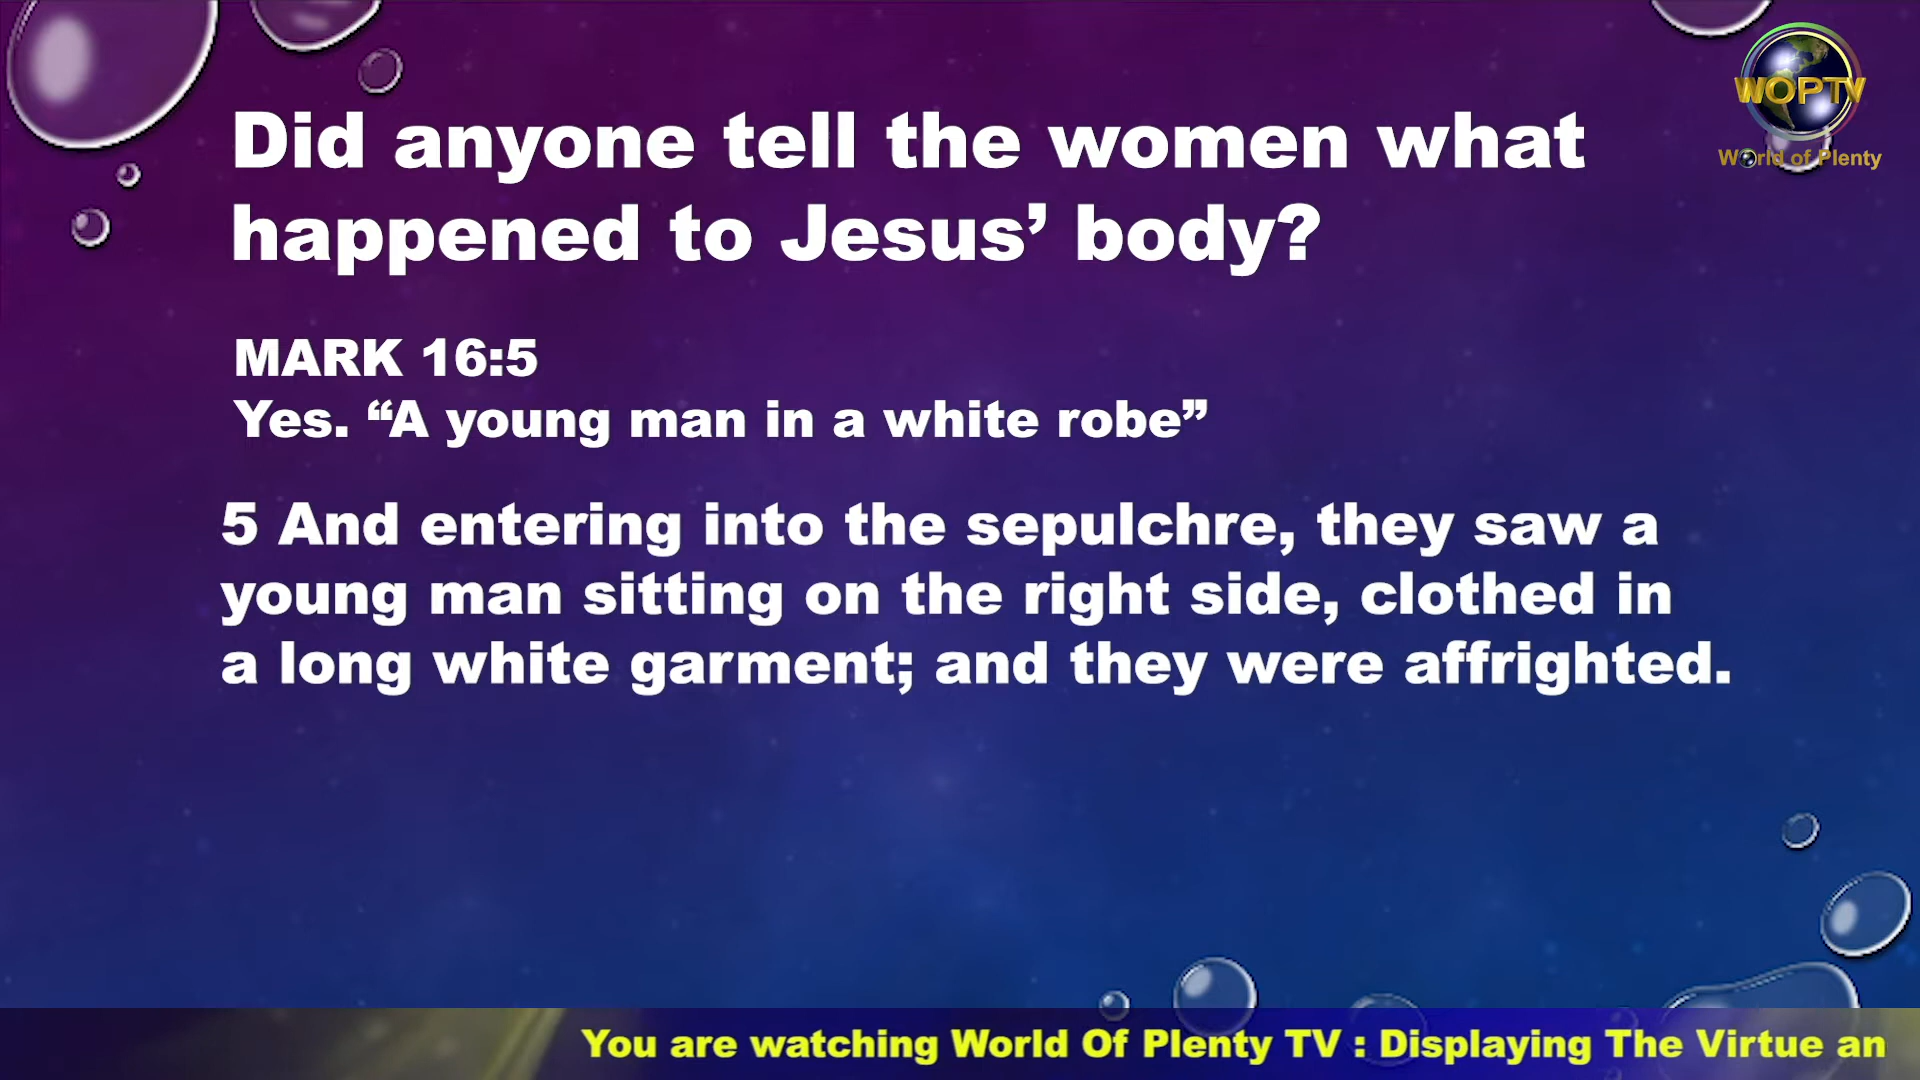 Did anyone tell the women what
happened to Jesus’ body?
WOPTV
World of Plenty
MARK 16:5
Yes. “A young man in a white robe”
5 And entering into the sepulchre, they saw a
young man sitting on the right side, clothed in
a long white garment; and they were affrighted.
You are watching World Of Plenty TV : Displaying The Virtue an